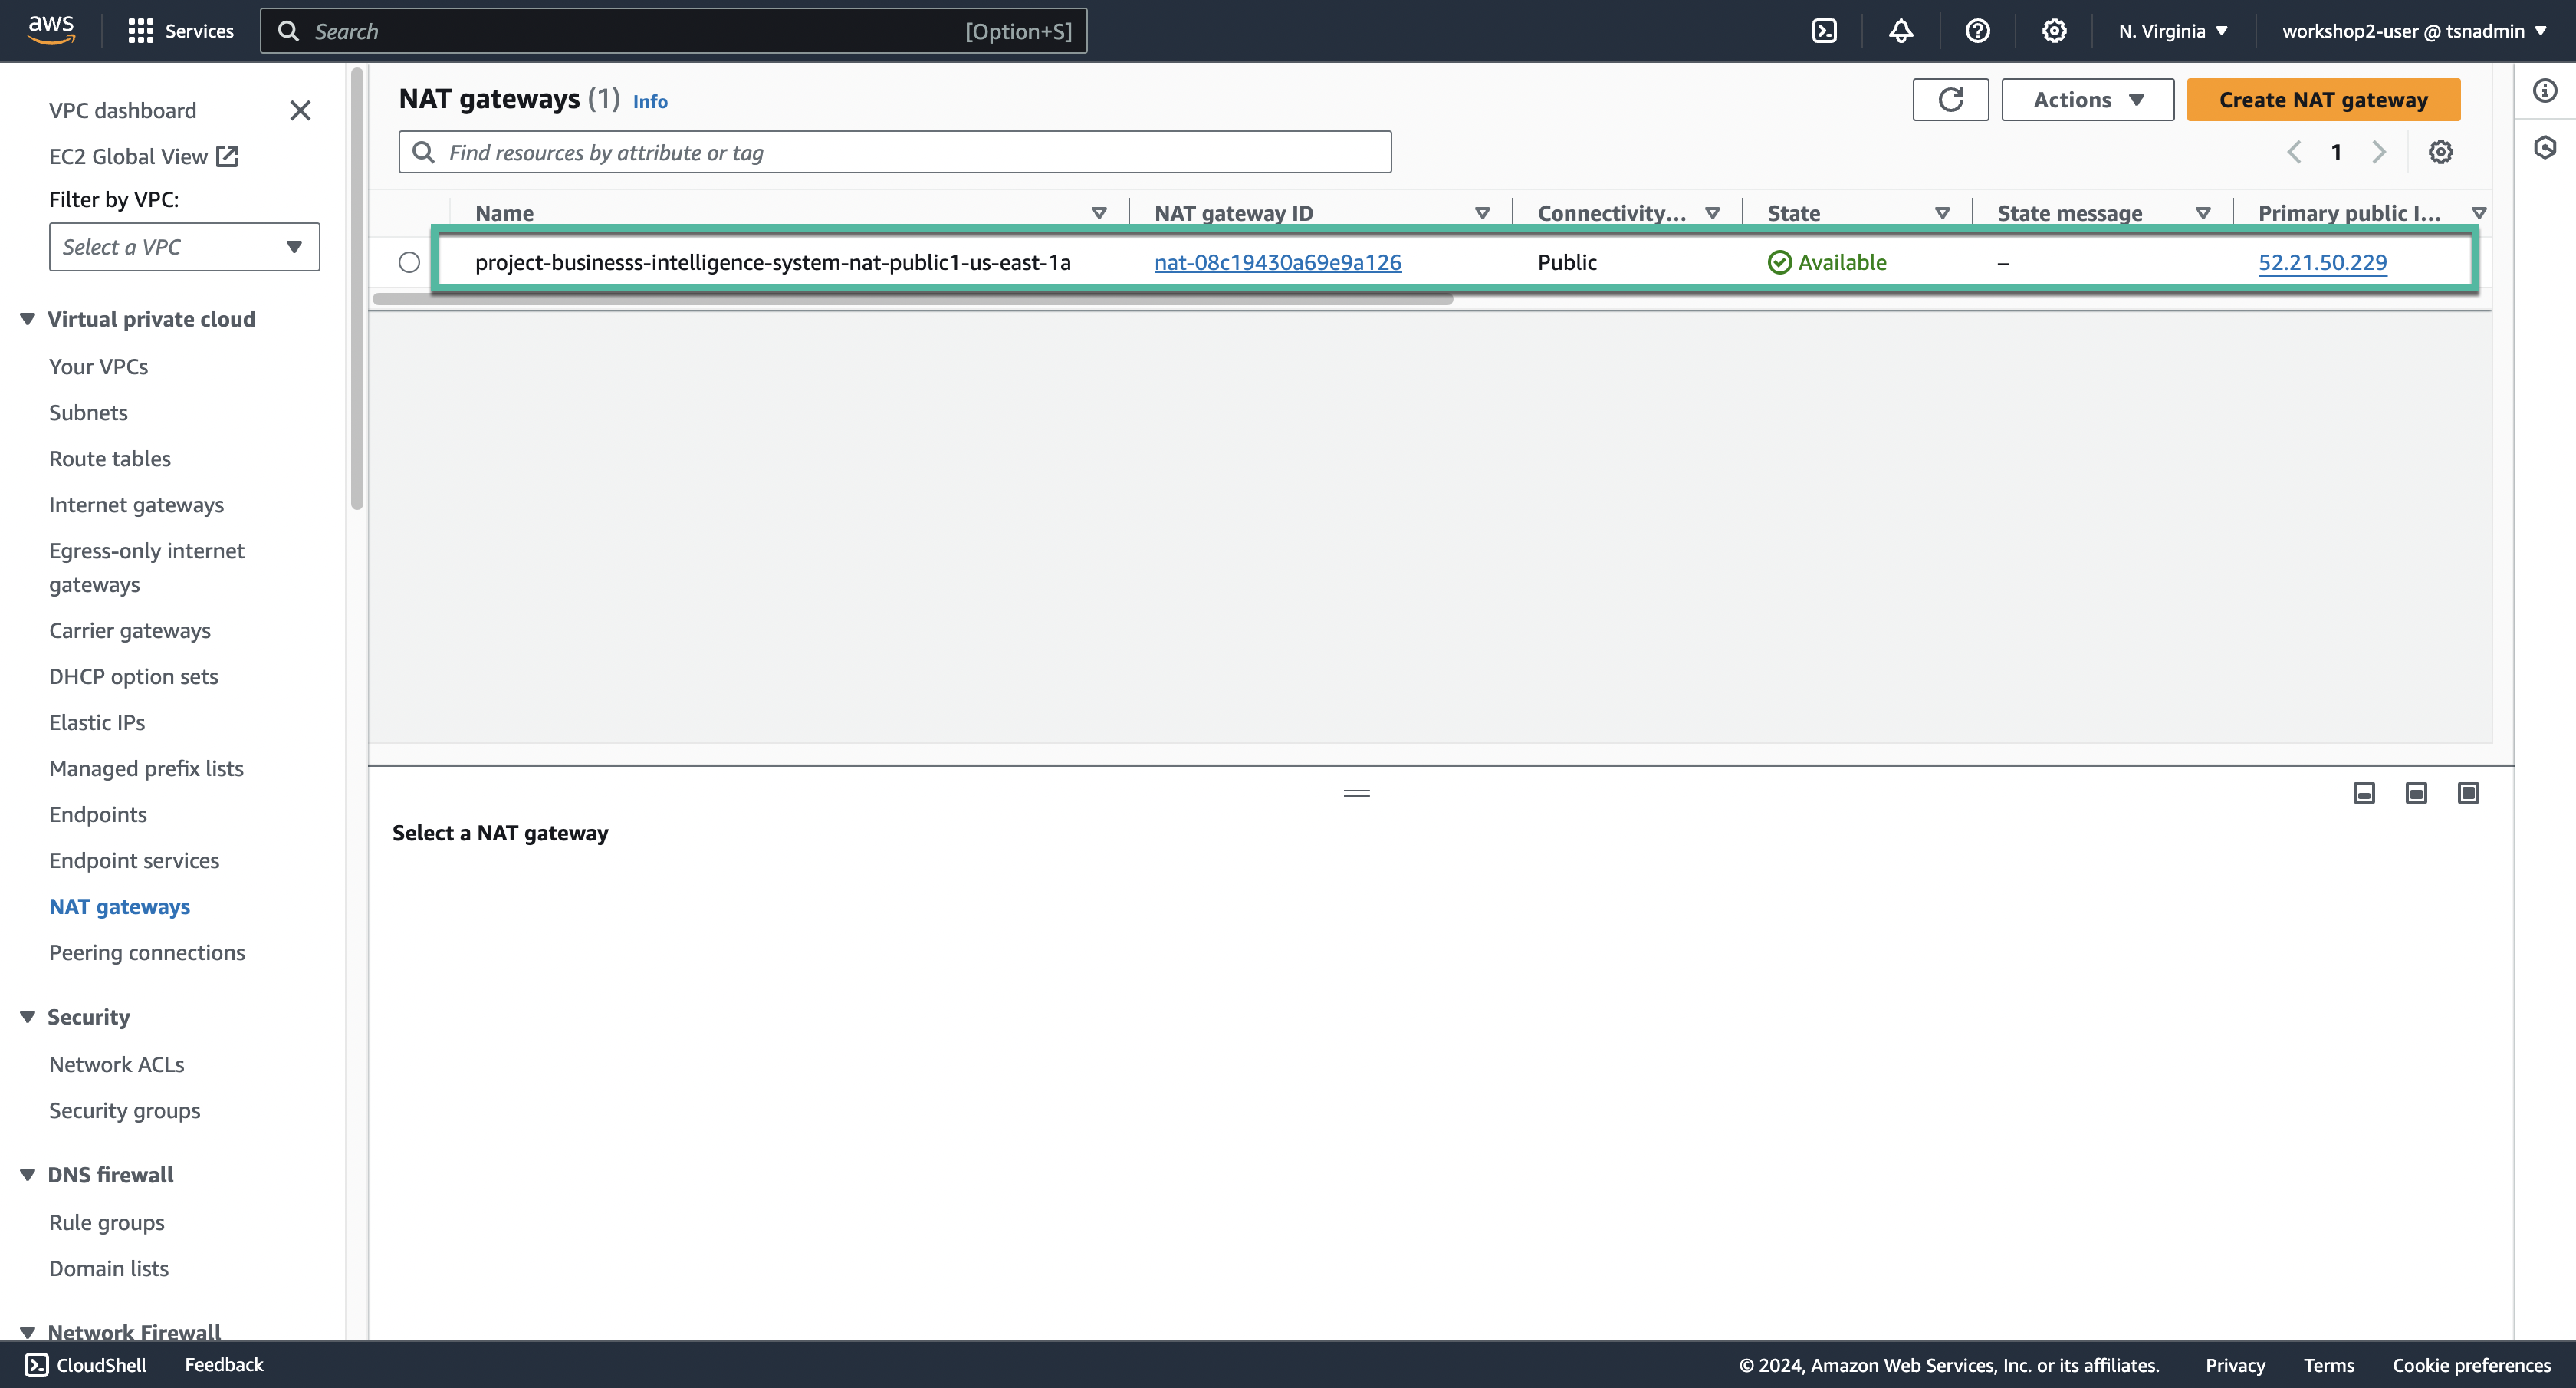 aws
Services
Search
[Option+S]
N. Virginia
workshop2-user @ tsnadmin
VPC dashboard
EC2 Global View
Filter by VPC:
Select a VPC
Virtual private cloud
Your VPCs
Subnets
Route tables
Internet gateways
Egress-only internet
gateways
Carrier gateways
DHCP option sets
Elastic IPs
Managed prefix lists
Endpoints
Endpoint services
NAT gateways
Peering connections
Security
Network ACLs
Security groups
DNS firewall
Rule groups
Domain lists
Network Firewall
NAT gateways (1) Info
Actions
Create NAT gateway
Find resources by attribute or tag
1
Name
NAT gateway ID
Connectivity...
State
State message
Primary public I...
project-businesss-intelligence-system-nat-public1-us-east-1a
nat-08c19430a69e9a126
Public
Available
–
52.21.50.229
Select a NAT gateway
CloudShell
Feedback
© 2024, Amazon Web Services, Inc. or its affiliates.
Privacy
Terms
Cookie preferences